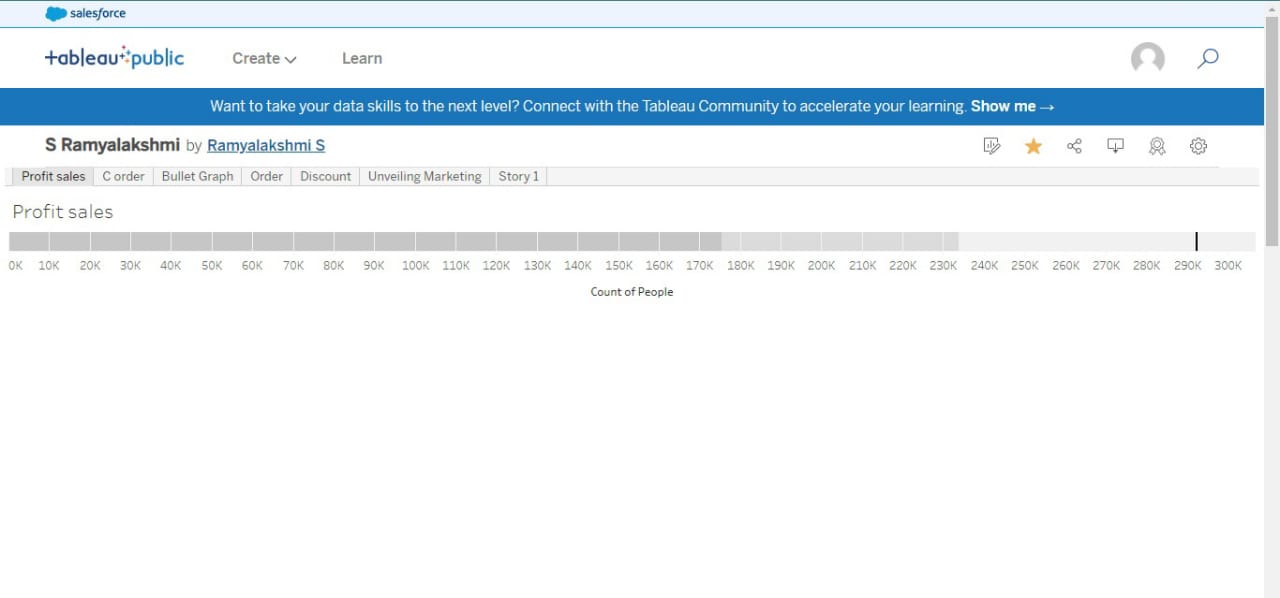 salesforce
+ableau public
Create Learn
Want to take your data skills to the next level? Connect with the Tableau Community to accelerate your learning. Show me →
S Ramyalakshmi by Ramyalakshmi S
Profit sales C order Bullet Graph Order Discount Unveiling Marketing Story 1
Profit sales
0K 10K 20K 30K 40K 50K 60K 70K 80K 90K 100K 110K 120K 130K 140K 150K 160K 170K 180K 190K 200K 210K 220K 230K 240K 250K 260K 270K 280K 290K 300K
Count of People